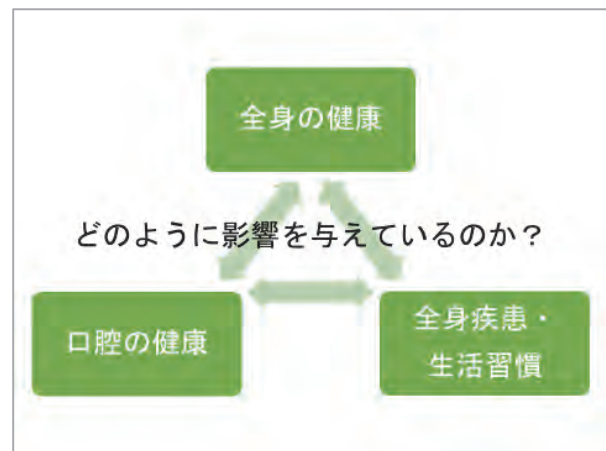 全身の健康
どのように影響を与えているのか？
口腔の健康
全身疾患・
生活習慣